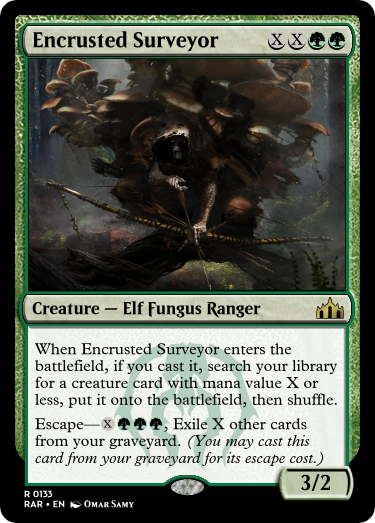 Encrusted Surveyor XX
Creature — Elf Fungus Ranger
When Encrusted Surveyor enters the
battlefield, if you cast it, search your library
for a creature card with mana value X or
less, put it onto the battlefield, then shuffle.
Escape—X, Exile X other cards
from your graveyard. (You may cast this
card from your graveyard for its escape cost.)
3/2
R 0133
RAR • EN Omar Samy